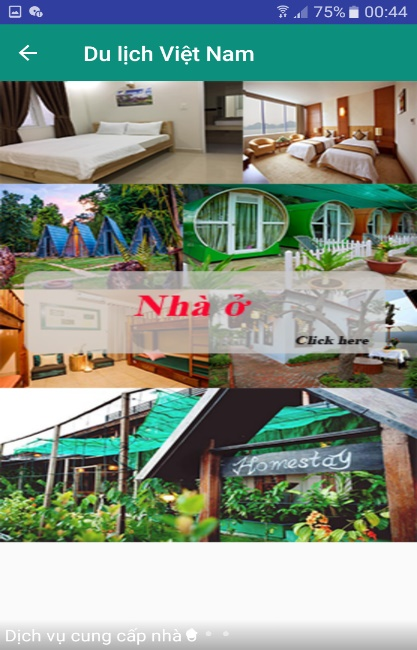 75% 00:44
Du lịch Việt Nam
Nhà ở
Click here
Homestay
Dịch vụ cung cấp nhà ở